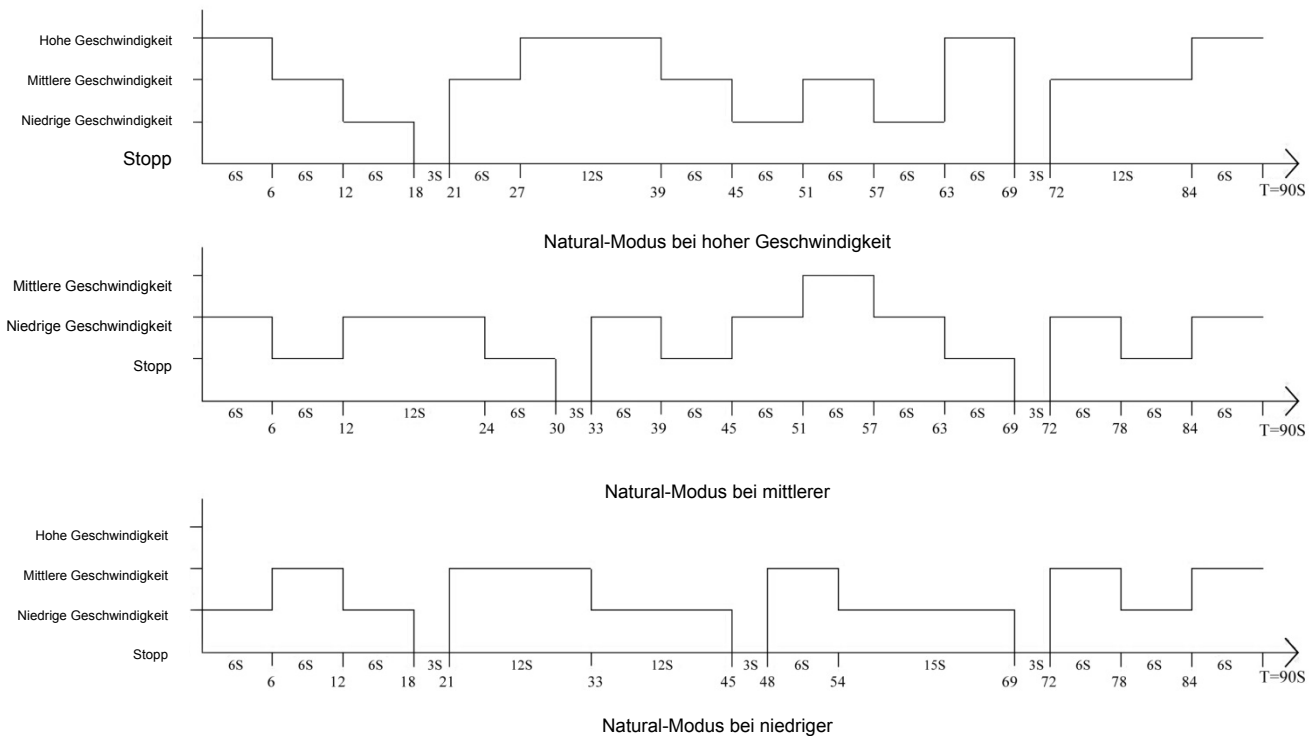 Hohe Geschwindigkeit
Mittlere Geschwindigkeit
Niedrige Geschwindigkeit
Stopp
6S 6S 6S 3S 6S 12S 6S 6S 6S 6S 6S 3S 12S 6S
6 12 18 21 27 39 45 51 57 63 69 72 84 T=90S
Natural-Modus bei hoher Geschwindigkeit
Mittlere Geschwindigkeit
Niedrige Geschwindigkeit
Stopp
6S 6S 12S 6S 3S 6S 6S 6S 6S 6S 6S 3S 6S 6S 6S
6 12 24 30 33 39 45 51 57 63 69 72 78 84 T=90S
Natural-Modus bei mittlerer
Hohe Geschwindigkeit
Mittlere Geschwindigkeit
Niedrige Geschwindigkeit
Stopp
6S 6S 6S 3S 12S 12S 3S 6S 15S 3S 6S 6S 6S
6 12 18 21 33 45 48 54 69 72 78 84 T=90S
Natural-Modus bei niedriger